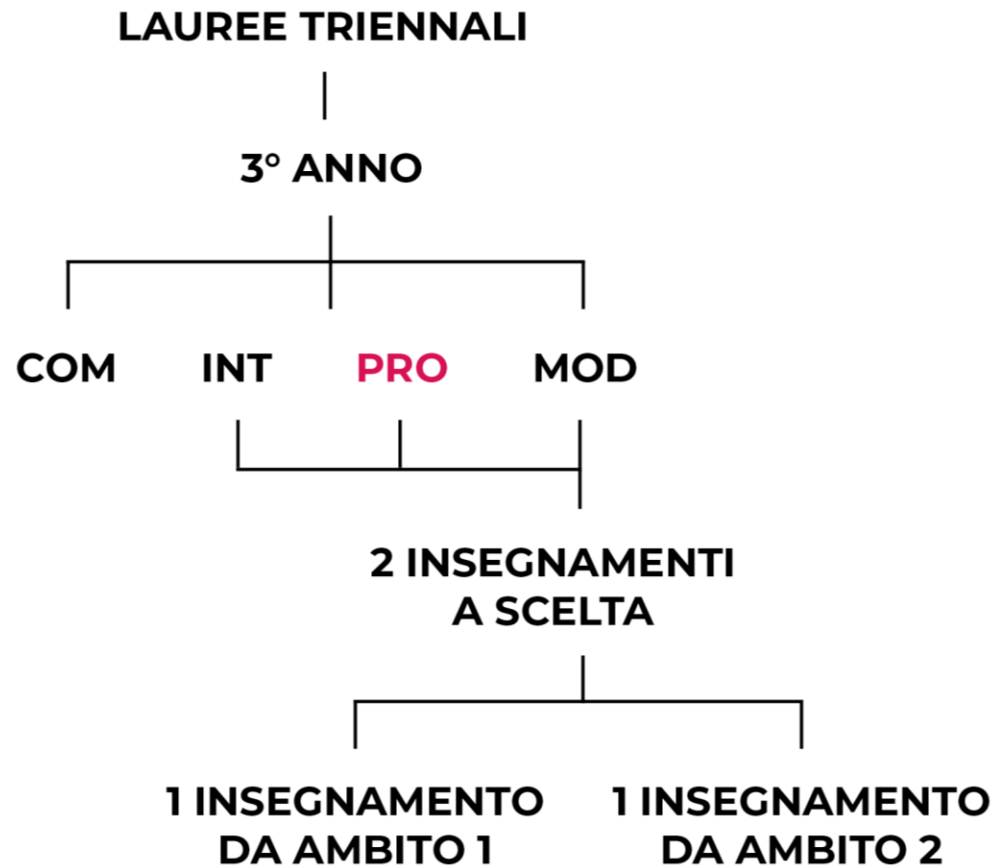 LAUREE TRIENNALI
3° ANNO
COM INT PRO MOD
2 INSEGNAMENTI
A SCELTA
1 INSEGNAMENTO
DA AMBITO 1
1 INSEGNAMENTO
DA AMBITO 2